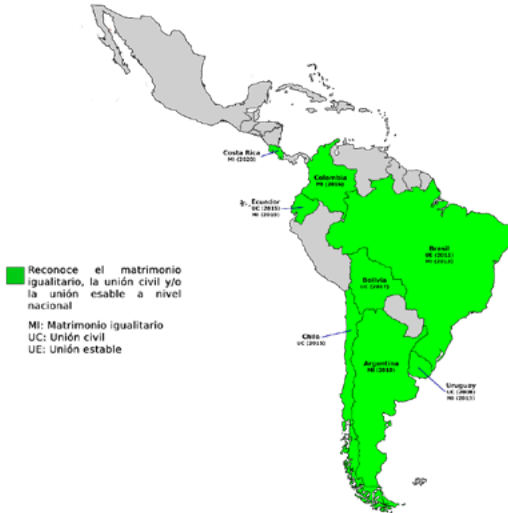 Costa Rica
MI (2020)
Colombia
MI (2016)
Ecuador
UC (2015)
MI (2019)
Brasil
UE (2011)
MI (2013)
Bolivia
UC (2017)
Chile
UC (2015)
Argentina
MI (2010)
Uruguay
UC (2008)
MI (2013)
Reconoce el matrimonio
igualitario, la unión civil y/o
la unión esable a nivel
nacional
MI: Matrimonio igualitario
UC: Unión civil
UE: Unión estable